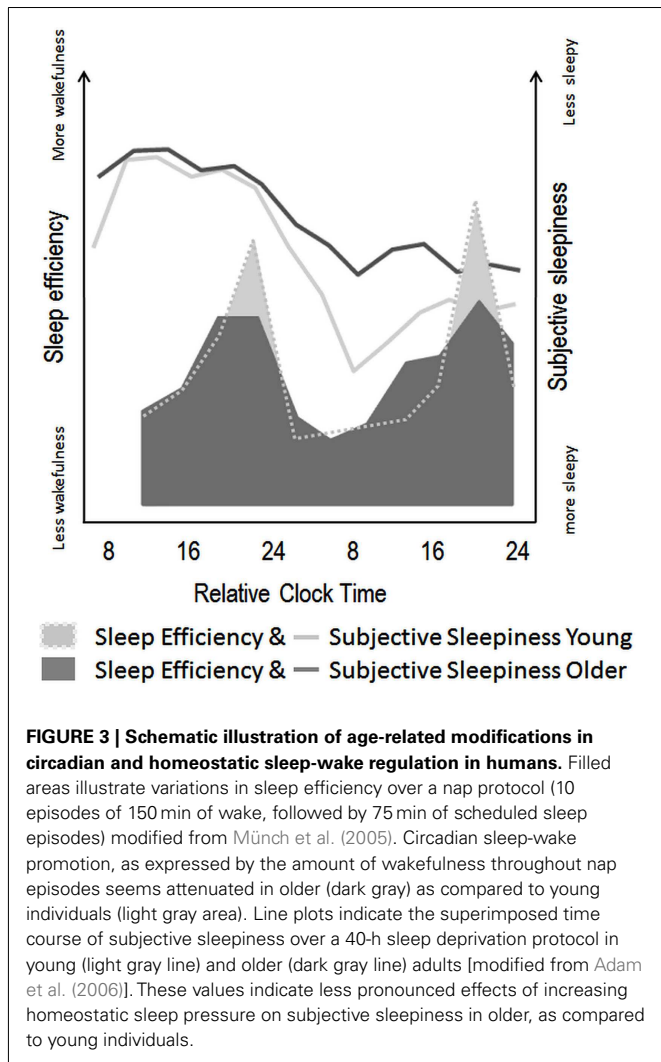 More wakefulness
Less sleepy
Sleep efficiency
Subjective sleepiness
Less wakefulness
more sleepy
8 16 24 8 16 24
Relative Clock Time
Sleep Efficiency & Subjective Sleepiness Young
Sleep Efficiency & Subjective Sleepiness Older
FIGURE 3 | Schematic illustration of age-related modifications in
circadian and homeostatic sleep-wake regulation in humans. Filled
areas illustrate variations in sleep efficiency over a nap protocol (10
episodes of 150 min of wake, followed by 75 min of scheduled sleep
episodes) modified from Münch et al. (2005). Circadian sleep-wake
promotion, as expressed by the amount of wakefulness throughout nap
episodes seems attenuated in older (dark gray) as compared to young
individuals (light gray area). Line plots indicate the superimposed time
course of subjective sleepiness over a 40-h sleep deprivation protocol in
young (light gray line) and older (dark gray line) adults [modified from Adam
et al. (2006)]. These values indicate less pronounced effects of increasing
homeostatic sleep pressure on subjective sleepiness in older, as compared
to young individuals.